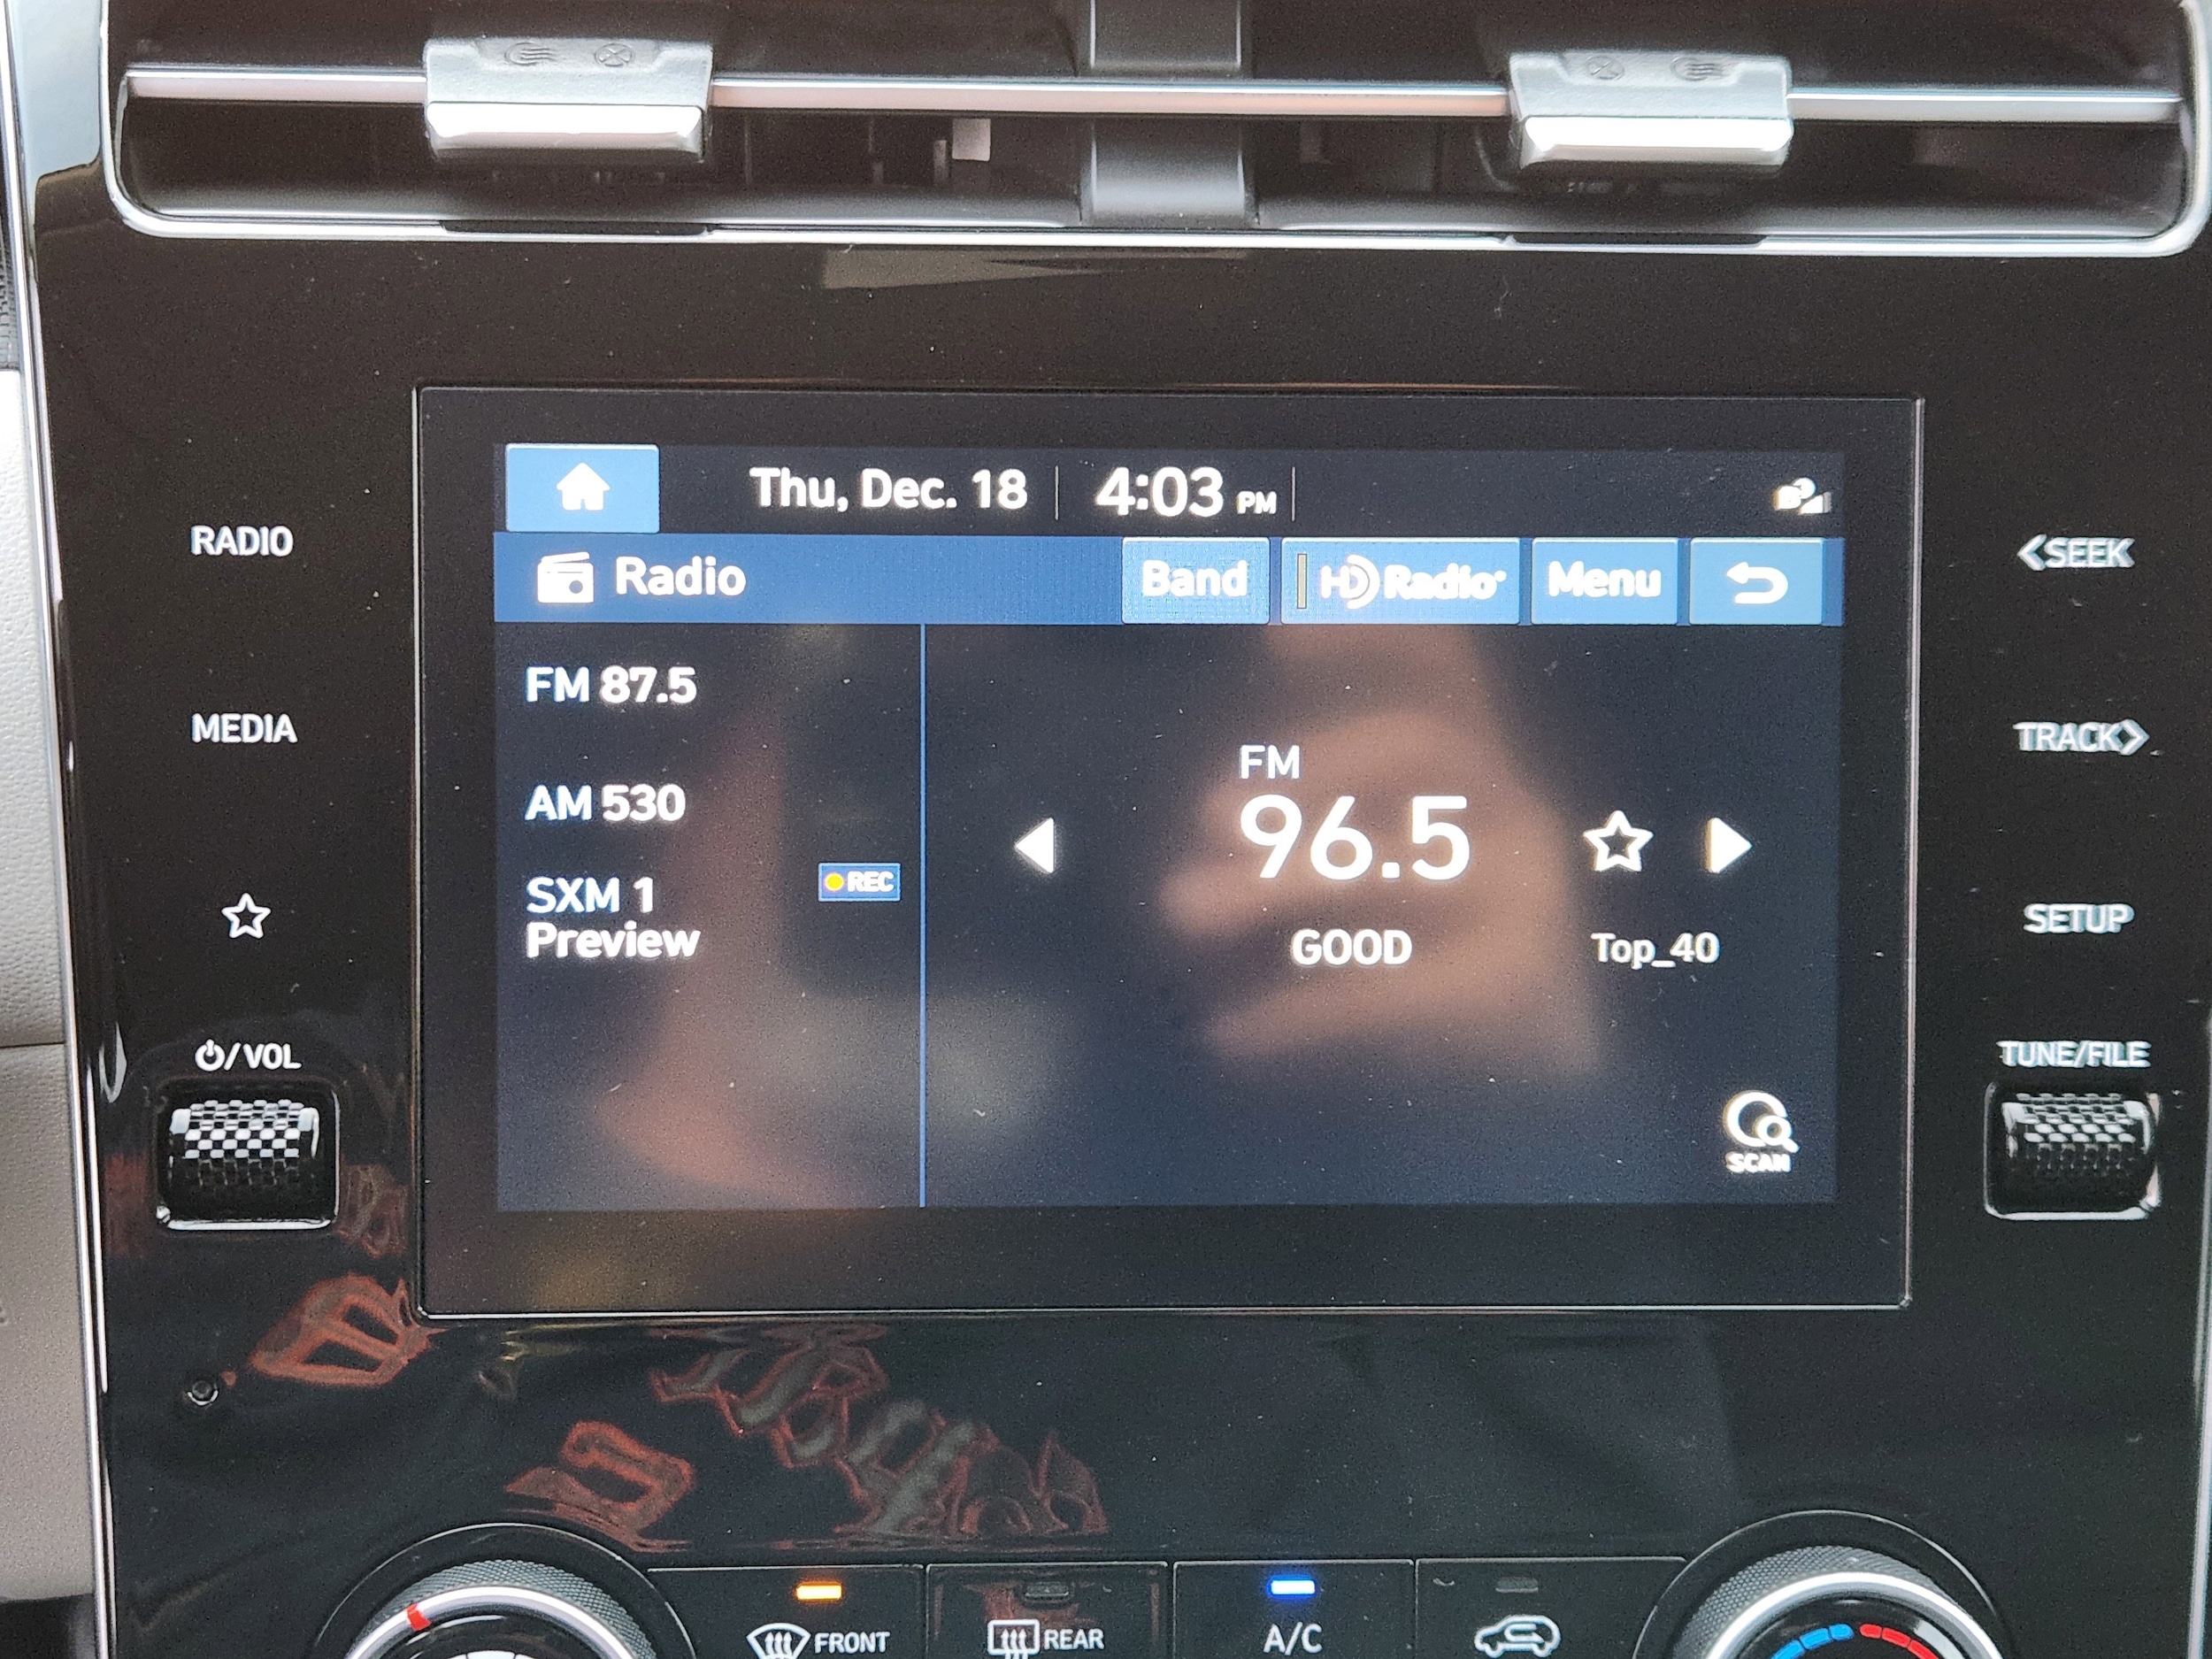 Thu, Dec. 18
4:03 PM
Radio
Band
HD Radio
Menu
FM 87.5
AM 530
SXM 1
Preview
REC
FM
96.5
GOOD
Top_40
SCAN
RADIO
MEDIA
/VOL
<SEEK
TRACK>
SETUP
TUNE/FILE
FRONT
REAR
A/C